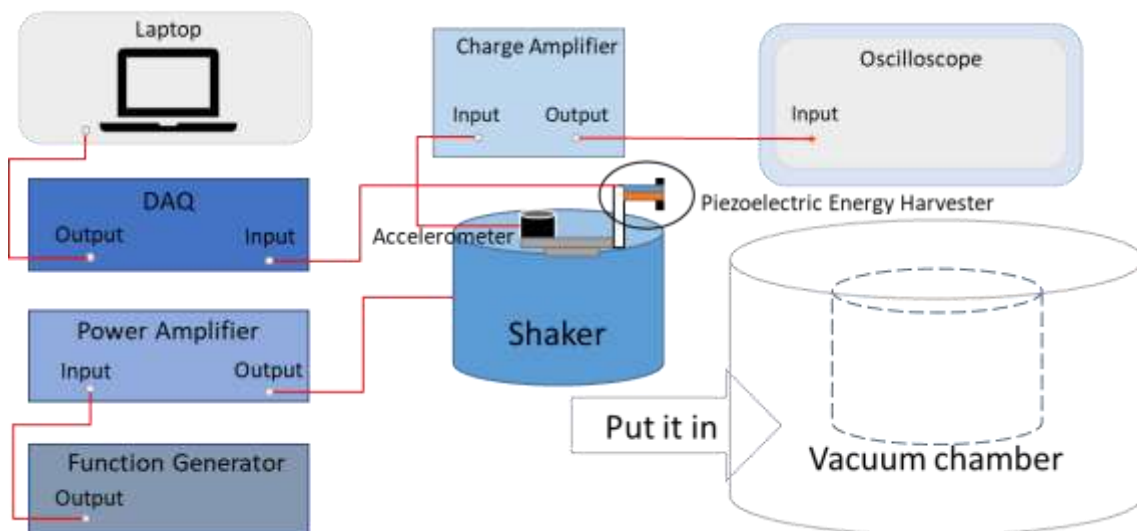 Laptop
DAQ
Output
Input
Power Amplifier
Input
Output
Function Generator
Output
Charge Amplifier
Input
Output
Oscilloscope
Input
Piezoelectric Energy Harvester
Accelerometer
Shaker
Put it in
Vacuum chamber